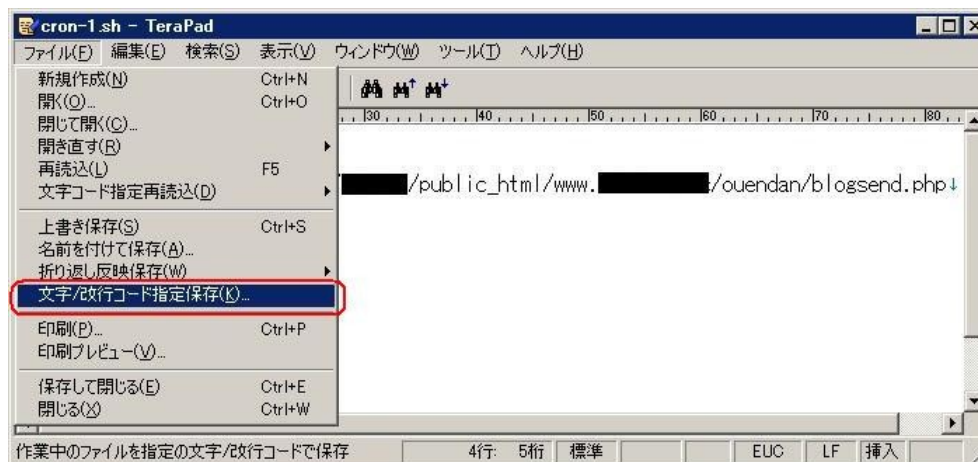 cron-1.sh - TeraPad
ファイル(F) 編集(E) 検索(S) 表示(V) ウィンドウ(W) ツール(T) ヘルプ(H)
新規作成(N) Ctrl+N
開く(O)... Ctrl+O
閉じて開く(C)...
開き直す(R)
再読込(L) F5
文字コード指定再読込(D)
上書き保存(S) Ctrl+S
名前を付けて保存(A)...
折り返し反映保存(W)
文字/改行コード指定保存(K)...
印刷(P)... Ctrl+P
印刷プレビュー(V)...
保存して閉じる(E) Ctrl+E
閉じる(X) Ctrl+W
30 40 50 60 70 80
/public_html/www. /ouendan/blogsend.php↓
作業中のファイルを指定の文字/改行コードで保存 4行: 5桁 標準 EUC LF 挿入